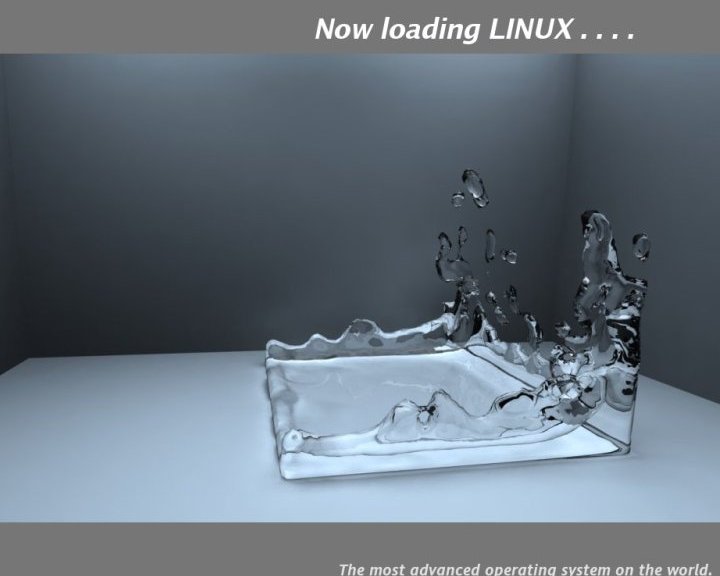 Now loading LINUX . . . .
The most advanced operating system on the world.